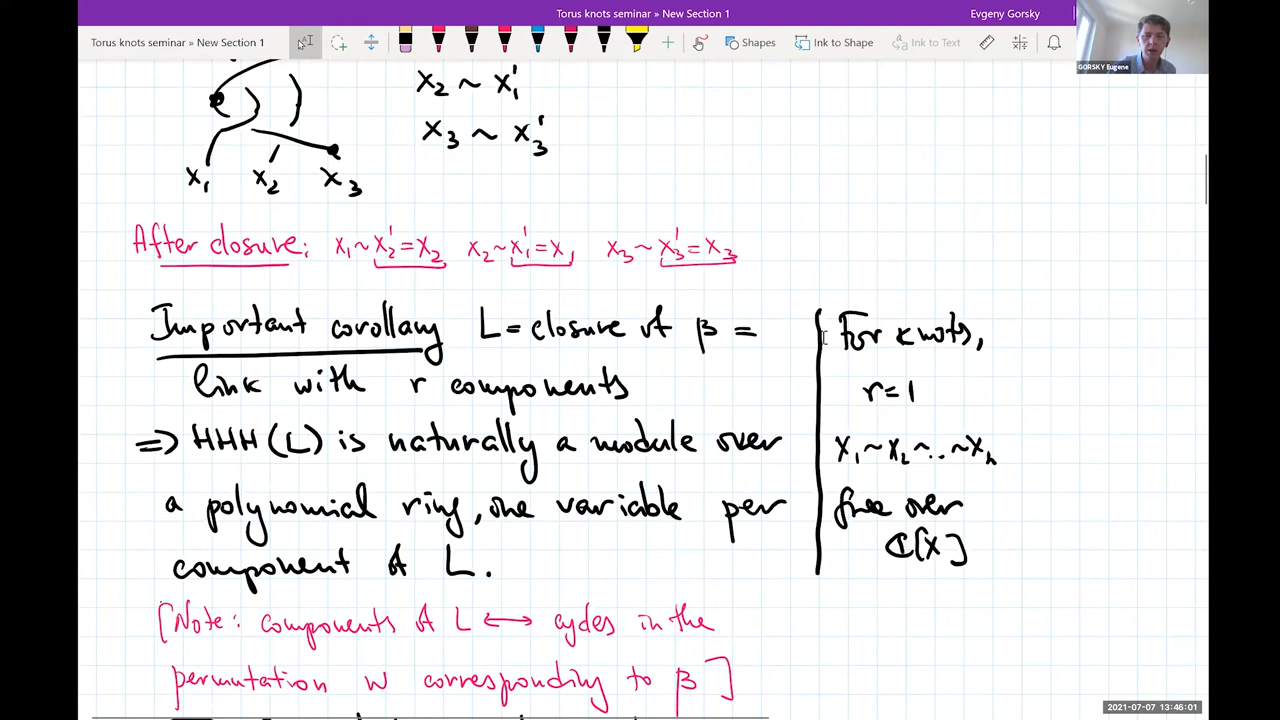 Torus knots seminar » New Section 1
Evgeny Gorsky
Torus knots seminar » New Section 1
Shapes
Ink to Shape
Ink to Text
GORSKY Eugene
x₂ ~ x₁'
x₃ ~ x₃'
x₁ x₂ x₃
After closure: x₁~x₂'=x₂ x₂~x₁'=x₁ x₃~x₃'=x₃
Important corollary L = closure of β =
link with r components
=> HHH(L) is naturally a module over
a polynomial ring, one variable per
component of L.
For knots,
r=1
x₁~x₂~..~xₙ
free over
ℂ[x]
[Note: components of L <-> cycles in the
permutation w corresponding to β]
2021-07-07 13:46:01